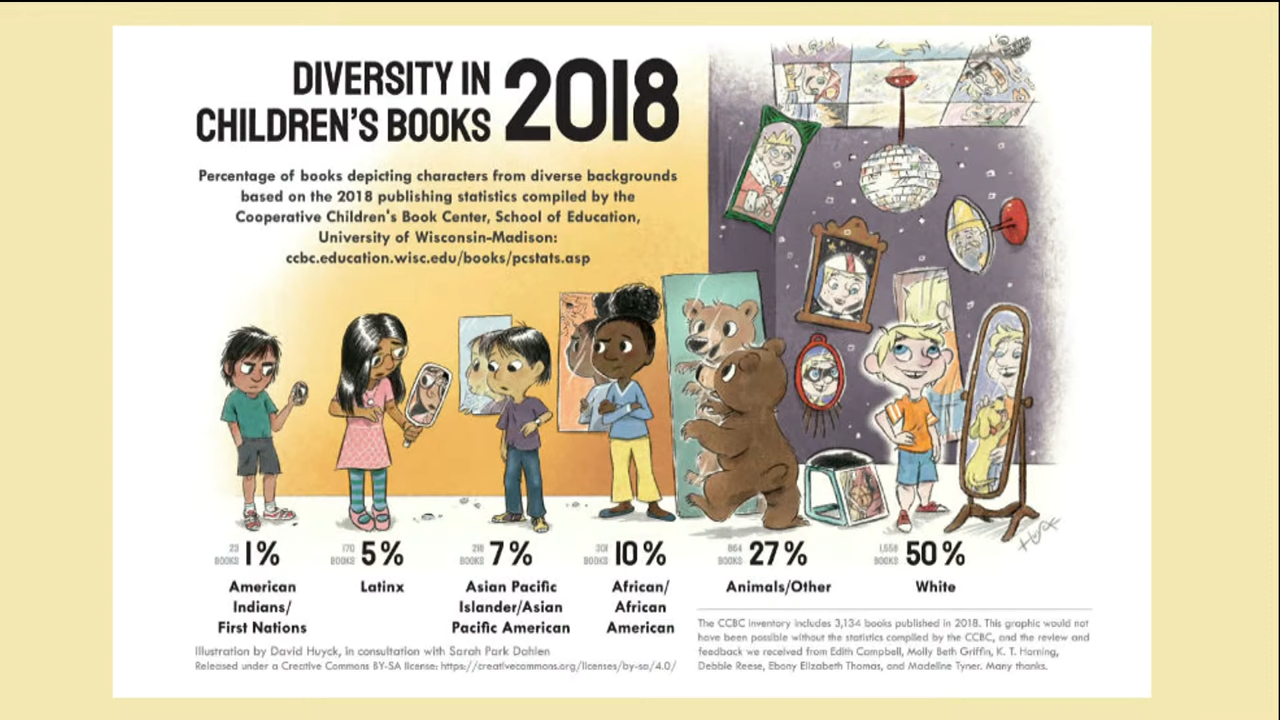 DIVERSITY IN
CHILDREN'S BOOKS
2018
Percentage of books depicting characters from diverse backgrounds
based on the 2018 publishing statistics compiled by the
Cooperative Children's Book Center, School of Education,
University of Wisconsin-Madison:
ccbc.education.wisc.edu/books/pcstats.asp
23
BOOKS
1%
American
Indians/
First Nations
170
BOOKS
5%
Latinx
218
BOOKS
7%
Asian Pacific
Islander/Asian
Pacific American
301
BOOKS
10%
African/
African
American
864
BOOKS
27%
Animals/Other
1,558
BOOKS
50%
White
Illustration by David Huyck, in consultation with Sarah Park Dahlen
Released under a Creative Commons BY-SA license: https://creativecommons.org/licenses/by-sa/4.0/
The CCBC inventory includes 3,134 books published in 2018. This graphic would not
have been possible without the statistics compiled by the CCBC, and the review and
feedback we received from Edith Campbell, Molly Beth Griffin, K. T. Horning,
Debbie Reese, Ebony Elizabeth Thomas, and Madeline Tyner. Many thanks.